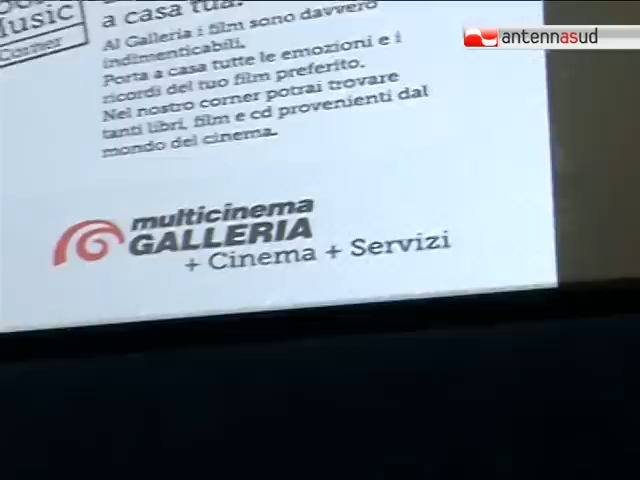 Music
Corner
a casa tua.
Al Galleria i film sono davvero
indimenticabili.
Porta a casa tutte le emozioni e i
ricordi del tuo film preferito.
Nel nostro corner potrai trovare
tanti libri, film e cd provenienti dal
mondo del cinema.
multicinema
GALLERIA
+ Cinema + Servizi
antennasud